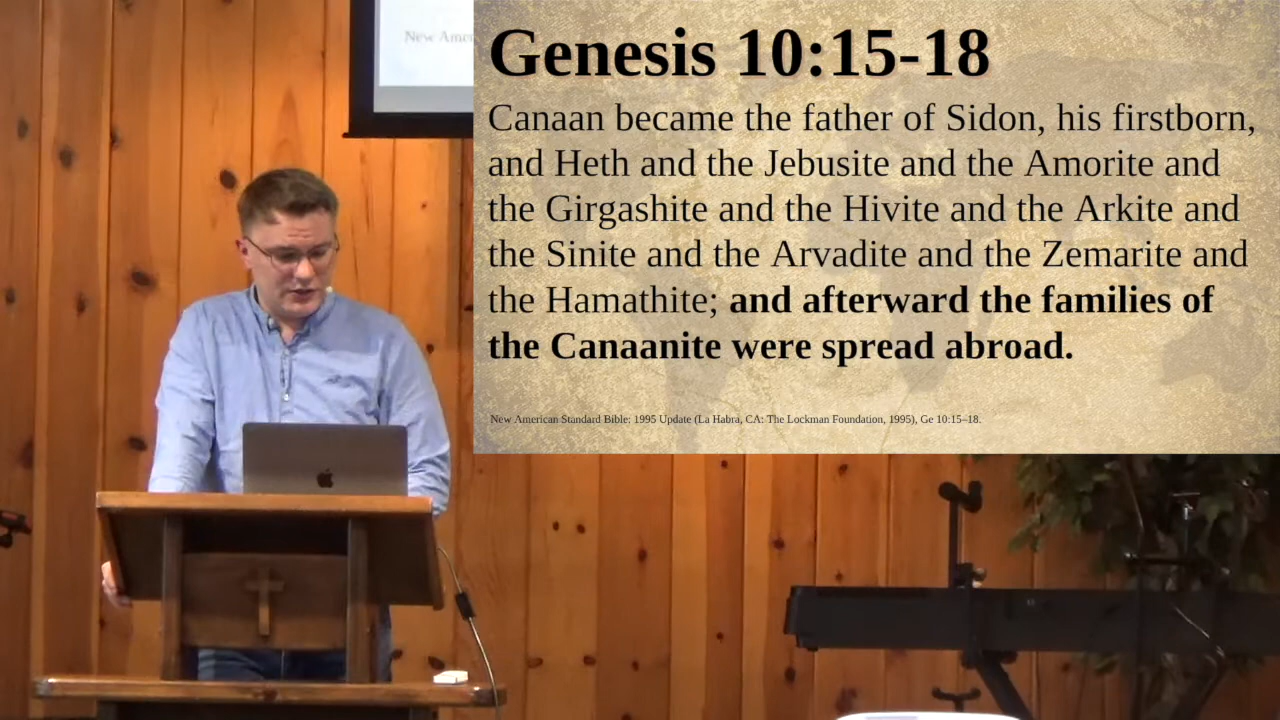 New Amer
Genesis 10:15-18
Canaan became the father of Sidon, his firstborn,
and Heth and the Jebusite and the Amorite and
the Girgashite and the Hivite and the Arkite and
the Sinite and the Arvadite and the Zemarite and
the Hamathite; and afterward the families of
the Canaanite were spread abroad.
New American Standard Bible: 1995 Update (La Habra, CA: The Lockman Foundation, 1995), Ge 10:15–18.